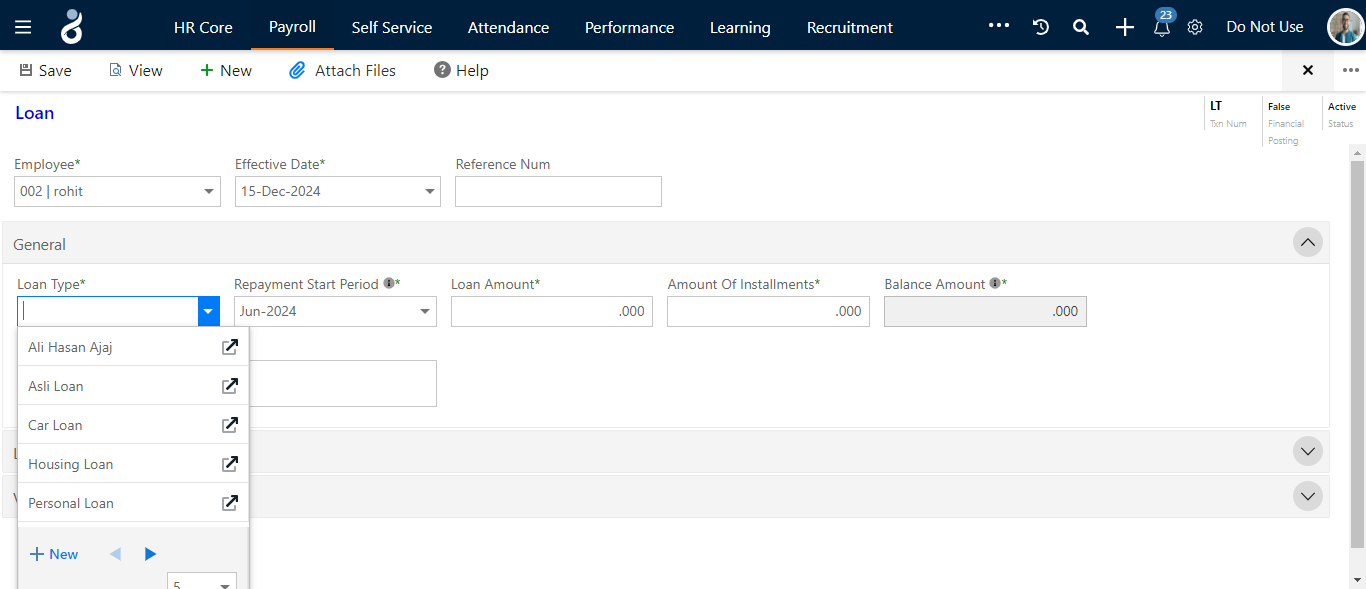 HR Core Payroll Self Service Attendance Performance Learning Recruitment 23 Do Not Use
Save View New Attach Files Help
Loan
LT False Active
Txn Num Financial Posting Status
Employee* Effective Date* Reference Num
002 | rohit 15-Dec-2024
General
Loan Type* Repayment Start Period * Loan Amount* Amount Of Installments* Balance Amount *
Jun-2024 .000 .000 .000
Ali Hasan Ajaj
Asli Loan
Car Loan
Housing Loan
Personal Loan
New
5